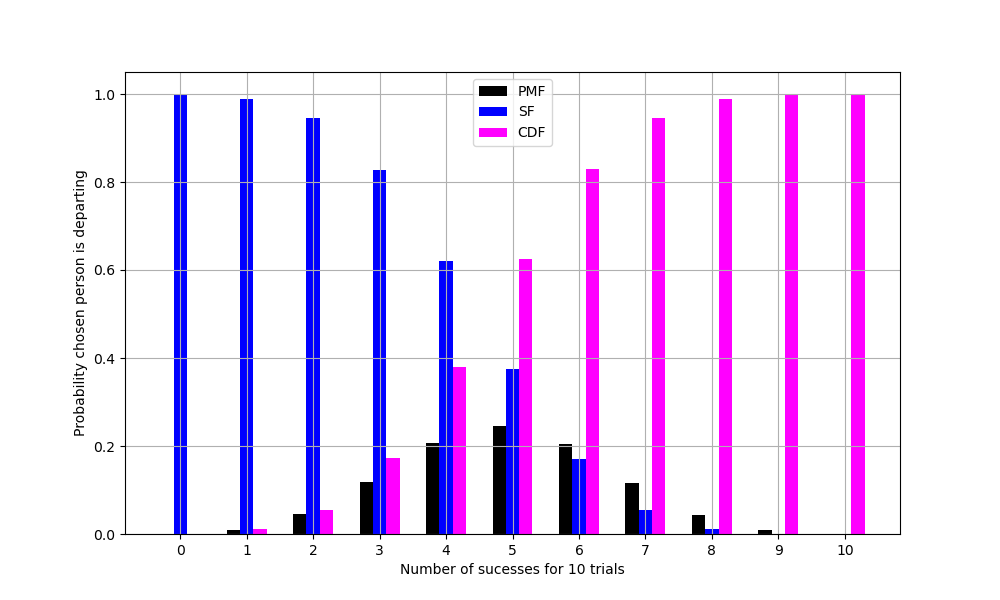 PMF
SF
CDF
1.0
0.8
0.6
0.4
0.2
0.0
Probability chosen person is departing
0 1 2 3 4 5 6 7 8 9 10
Number of sucesses for 10 trials